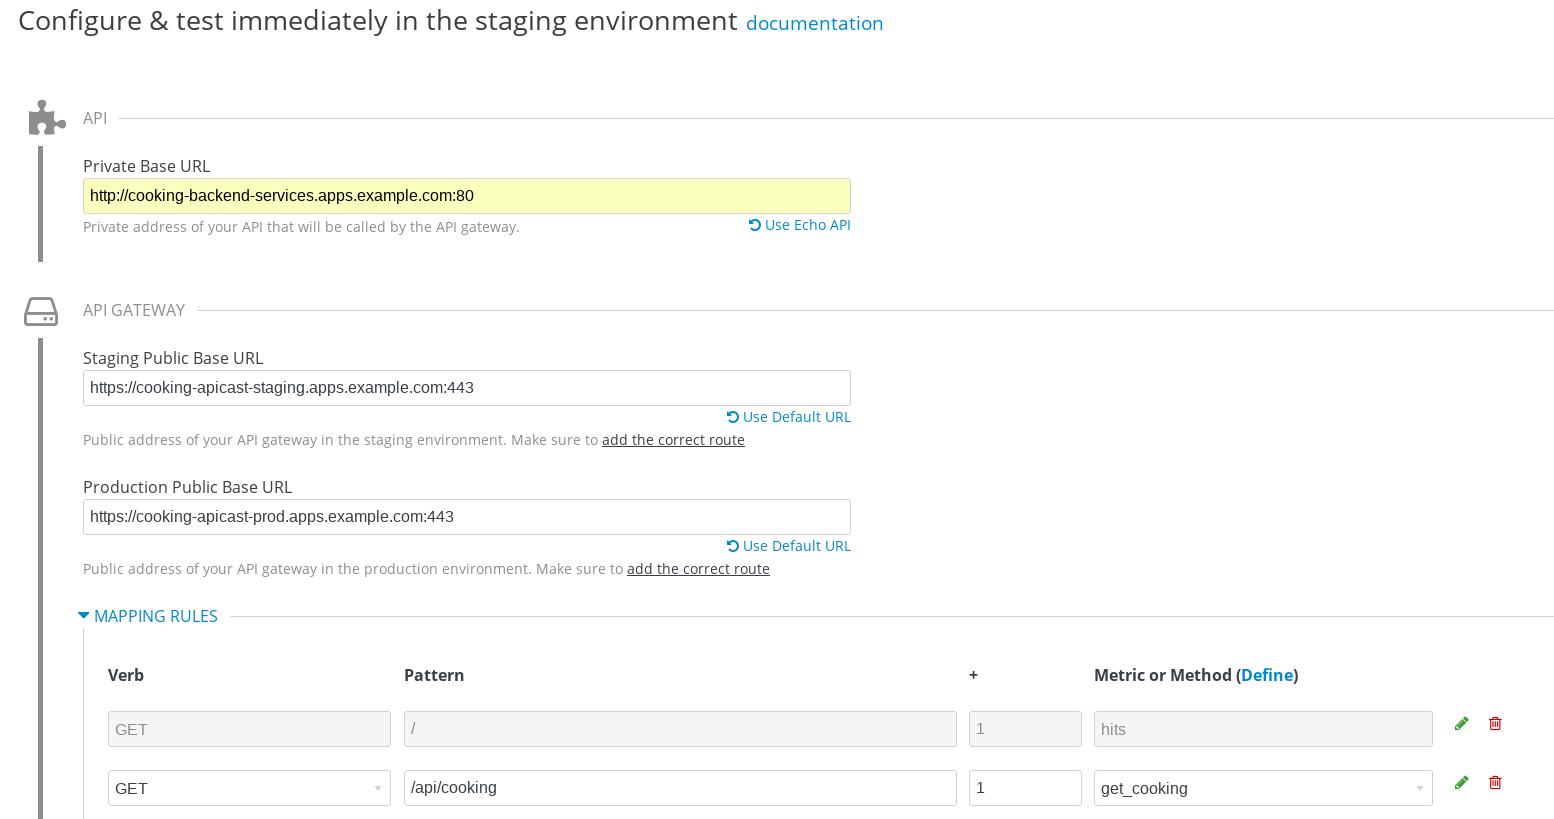 Configure & test immediately in the staging environment documentation
API
Private Base URL
http://cooking-backend-services.apps.example.com:80
Private address of your API that will be called by the API gateway. Use Echo API
API GATEWAY
Staging Public Base URL
https://cooking-apicast-staging.apps.example.com:443
Use Default URL
Public address of your API gateway in the staging environment. Make sure to add the correct route
Production Public Base URL
https://cooking-apicast-prod.apps.example.com:443
Use Default URL
Public address of your API gateway in the production environment. Make sure to add the correct route
MAPPING RULES
Verb Pattern + Metric or Method (Define)
GET / 1 hits
GET /api/cooking 1 get_cooking